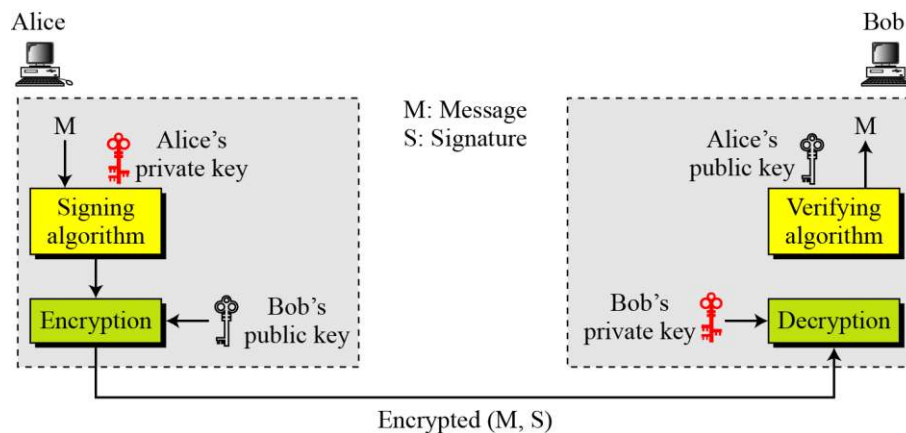 Alice
Bob
M: Message
S: Signature
M
Alice’s
private key
Signing
algorithm
Encryption
Bob’s
public key
Alice’s
public key
M
Verifying
algorithm
Bob’s
private key
Decryption
Encrypted (M, S)